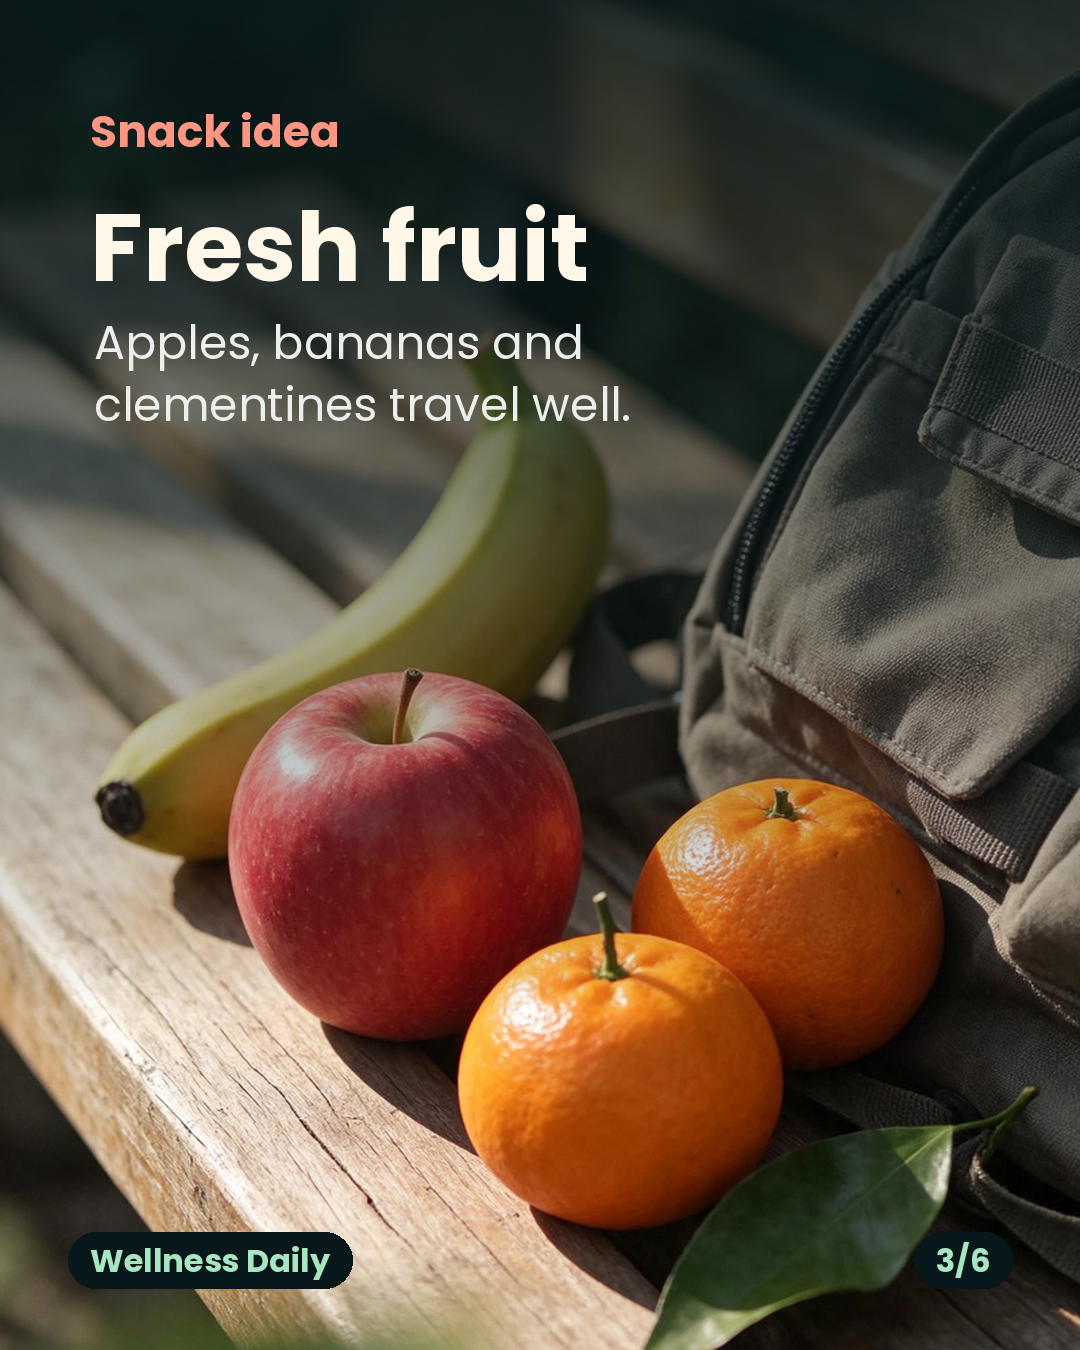 Snack idea
Fresh fruit
Apples, bananas and
clementines travel well.
Wellness Daily
3/6